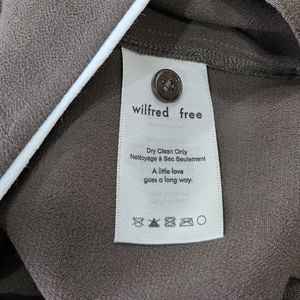 wilfred free
Dry Clean Only
Nettoyage à Sec Seulement
A little love
goes a long way.